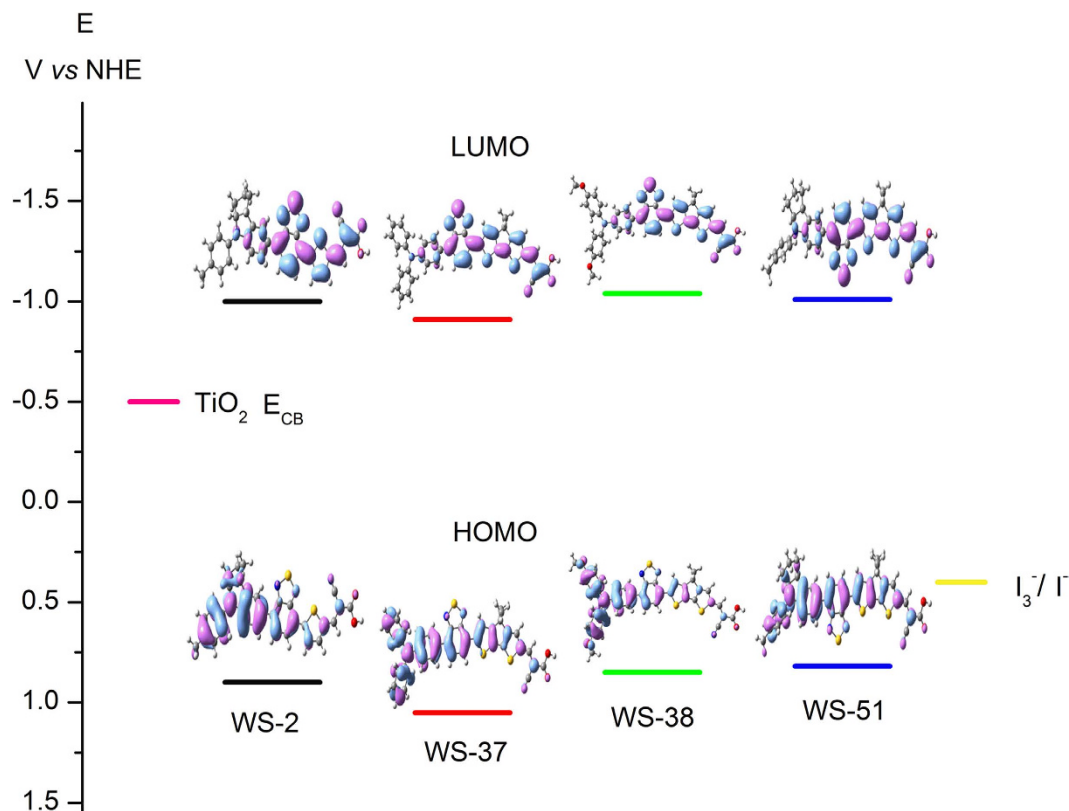 E
V vs NHE
LUMO
-1.5
-1.0
-0.5
TiO₂ E_CB
0.0
HOMO
0.5
I₃⁻/ I⁻
1.0
WS-2
WS-37
WS-38
WS-51
1.5